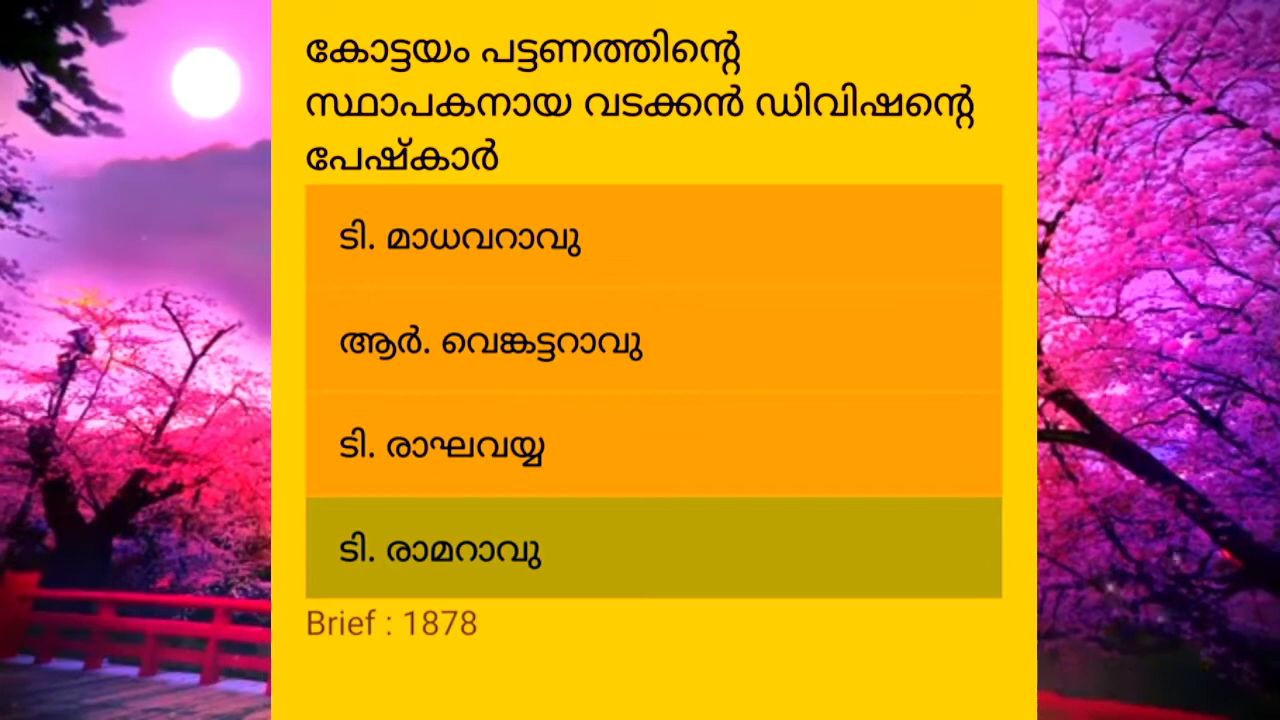 കോട്ടയം പട്ടണത്തിന്റെ
സ്ഥാപകനായ വടക്കൻ ഡിവിഷന്റെ
പേഷ്കാർ
ടി. മാധവറാവു
ആർ. വെങ്കട്ടറാവു
ടി. രാഘവയ്യ
ടി. രാമറാവു
Brief : 1878